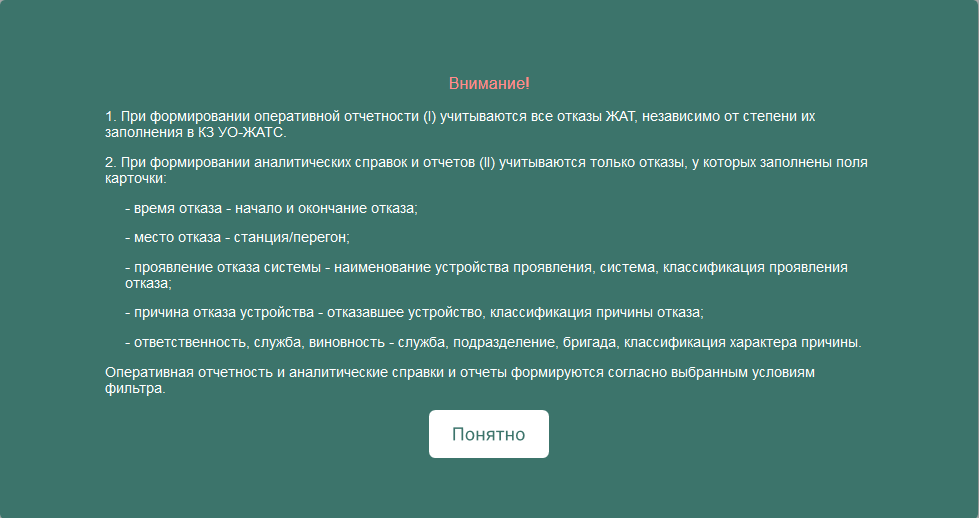 Внимание!
1. При формировании оперативной отчетности (I) учитываются все отказы ЖАТ, независимо от степени их
заполнения в КЗ УО-ЖАТС.
2. При формировании аналитических справок и отчетов (II) учитываются только отказы, у которых заполнены поля
карточки:
- время отказа - начало и окончание отказа;
- место отказа - станция/перегон;
- проявление отказа системы - наименование устройства проявления, система, классификация проявления
отказа;
- причина отказа устройства - отказавшее устройство, классификация причины отказа;
- ответственность, служба, виновность - служба, подразделение, бригада, классификация характера причины.
Оперативная отчетность и аналитические справки и отчеты формируются согласно выбранным условиям
фильтра.
Понятно